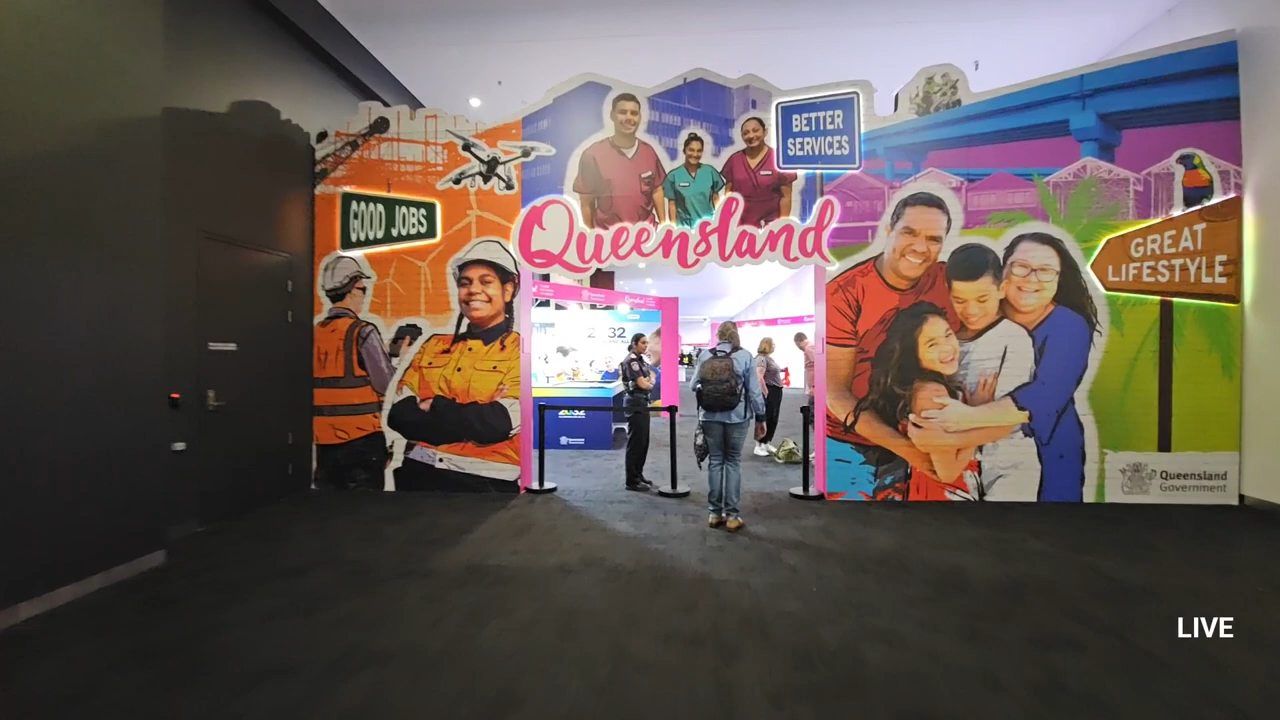 BETTER
SERVICES
GOOD JOBS
Queensland
GREAT
LIFESTYLE
Queensland
Government
LIVE